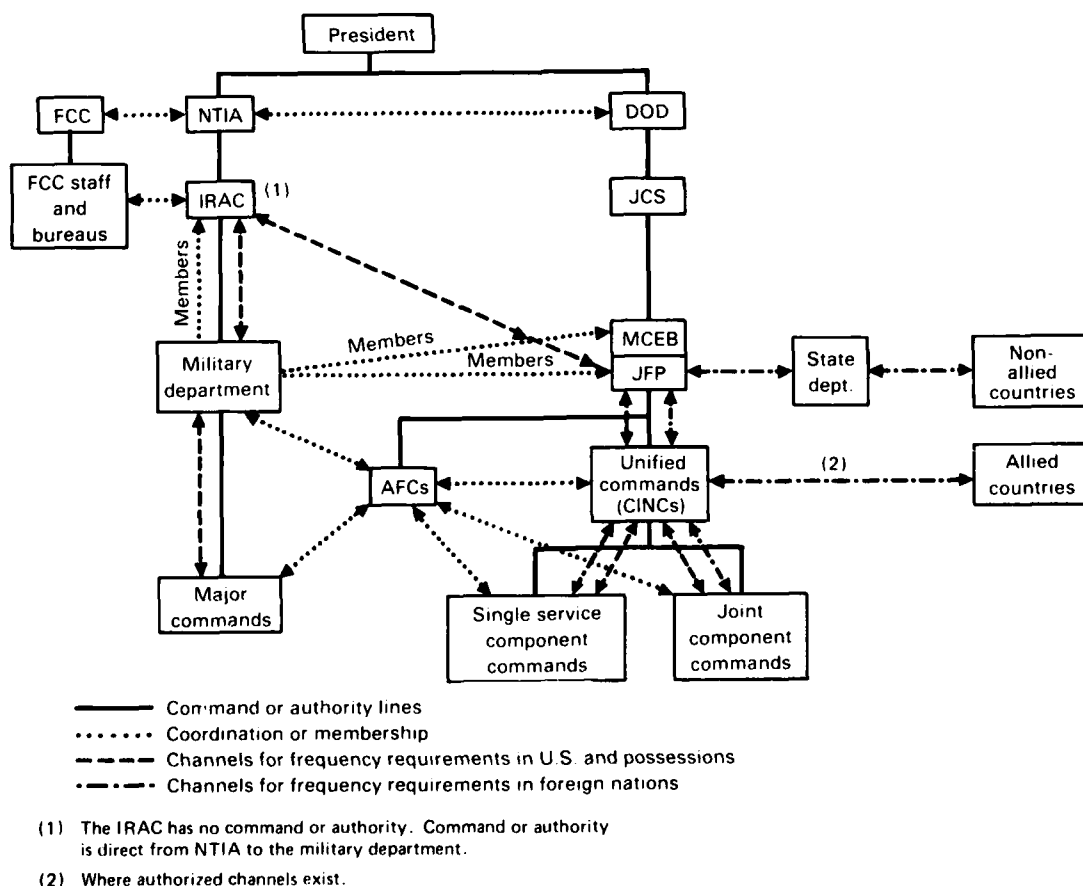 President
FCC
NTIA
DOD
FCC staff
and
bureaus
IRAC
(1)
JCS
Members
Members
Members
MCEB
JFP
Military
department
State
dept.
Non-
allied
countries
AFCs
Unified
commands
(CINCs)
(2)
Allied
countries
Major
commands
Single service
component
commands
Joint
component
commands
Command or authority lines
Coordination or membership
Channels for frequency requirements in U.S. and possessions
Channels for frequency requirements in foreign nations
(1) The IRAC has no command or authority. Command or authority
is direct from NTIA to the military department.
(2) Where authorized channels exist.